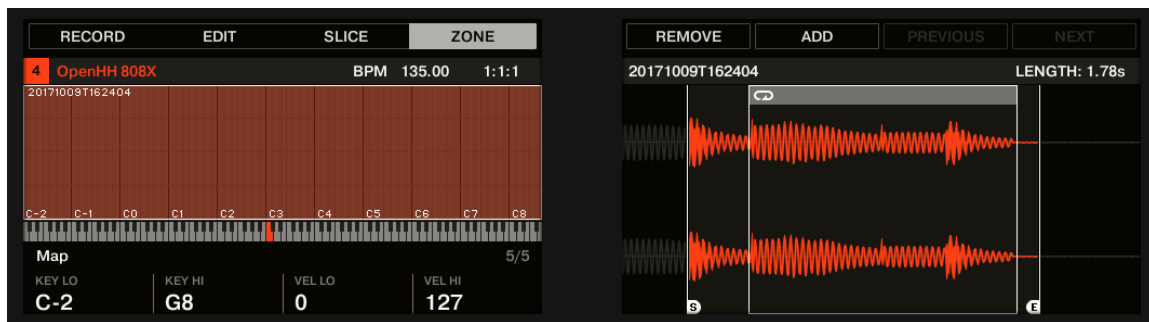 RECORD EDIT SLICE ZONE
4 OpenHH 808X BPM 135.00 1:1:1
20171009T162404
C-2 C-1 C0 C1 C2 C3 C4 C5 C6 C7 C8
Map 5/5
KEY LO KEY HI VEL LO VEL HI
C-2 G8 0 127
REMOVE ADD PREVIOUS NEXT
20171009T162404 LENGTH: 1.78s
S E